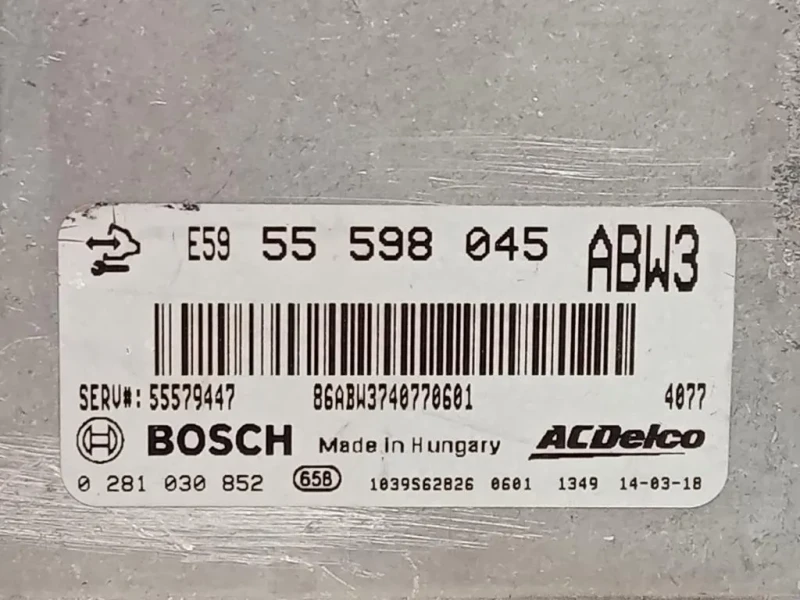 E59 55 598 045 ABW3
SERV#: 55579447 86ABW3740770601 4077
BOSCH Made in Hungary ACDelco
0 281 030 852 658 1039S62826 0601 1349 14-03-18